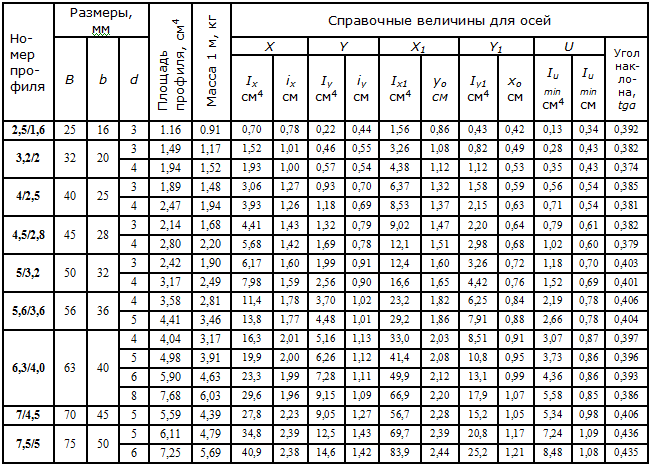 Но-
мер
про-
филя
Размеры,
мм
Площадь
профиля, см4
Масса 1 м, кг
Справочные величины для осей
B b d
X Y X1 Y1 U
Угол
нак-
ло-
на,
tga
Ix см4 ix см Iy см4 iy см Ix1 см4 yo см Iy1 см4 xo см Iu min см4 Iu min см
2,5/1,6 25 16 3 1.16 0.91 0,70 0,78 0,22 0,44 1,56 0,86 0,43 0,42 0,13 0,34 0,392
3,2/2 32 20 3 1,49 1,17 1,52 1,01 0,46 0,55 3,26 1,08 0,82 0,49 0,28 0,43 0,382
4 1,94 1,52 1,93 1,00 0,57 0,54 4,38 1,12 1,12 0,53 0,35 0,43 0,374
4/2,5 40 25 3 1,89 1,48 3,06 1,27 0,93 0,70 6,37 1,32 1,58 0,59 0,56 0,54 0,385
4 2,47 1,94 3,93 1,26 1,18 0,69 8,53 1,37 2,15 0,63 0,71 0,54 0,381
4,5/2,8 45 28 3 2,14 1,68 4,41 1,43 1,32 0,79 9,02 1,47 2,20 0,64 0,79 0,61 0,382
4 2,80 2,20 5,68 1,42 1,69 0,78 12,1 1,51 2,98 0,68 1,02 0,60 0,379
5/3,2 50 32 3 2,42 1,90 6,17 1,60 1,99 0,91 12,4 1,60 3,26 0,72 1,18 0,70 0,403
4 3,17 2,49 7,98 1,59 2,56 0,90 16,6 1,65 4,42 0,76 1,52 0,69 0,401
5,6/3,6 56 36 4 3,58 2,81 11,4 1,78 3,70 1,02 23,2 1,82 6,25 0,84 2,19 0,78 0,406
5 4,41 3,46 13,8 1,77 4,48 1,01 29,2 1,86 7,91 0,88 2,66 0,78 0,404
6,3/4,0 63 40 4 4,04 3,17 16,3 2,01 5,16 1,13 33,0 2,03 8,51 0,91 3,07 0,87 0,397
5 4,98 3,91 19,9 2,00 6,26 1,12 41,4 2,08 10,8 0,95 3,73 0,86 0,396
6 5,90 4,63 23,3 1,99 7,28 1,11 49,9 2,12 13,1 0,99 4,36 0,86 0,393
8 7,68 6,03 29,6 1,96 9,15 1,09 66,9 2,20 17,9 1,07 5,58 0,85 0,386
7/4,5 70 45 5 5,59 4,39 27,8 2,23 9,05 1,27 56,7 2,28 15,2 1,05 5,34 0,98 0,406
7,5/5 75 50 5 6,11 4,79 34,8 2,39 12,5 1,43 69,7 2,39 20,8 1,17 7,24 1,09 0,436
6 7,25 5,69 40,9 2,38 14,6 1,42 83,9 2,44 25,2 1,21 8,48 1,08 0,435